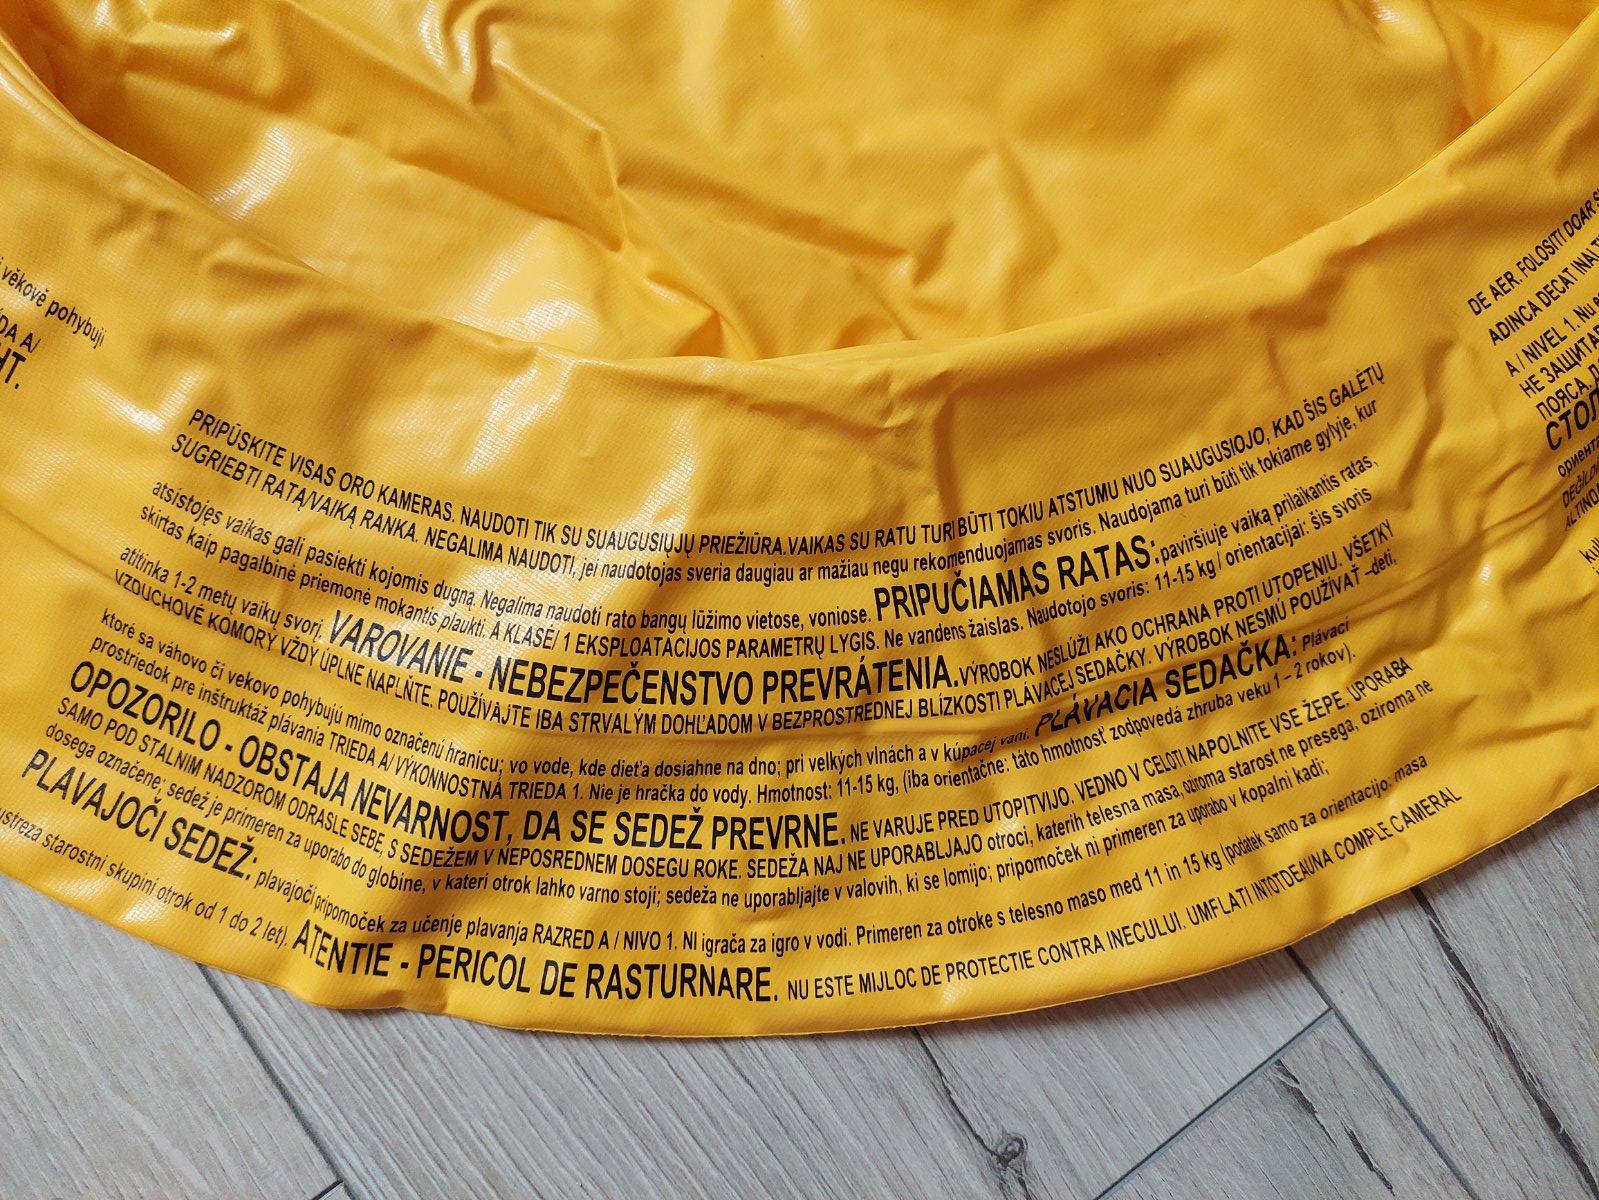 věkově pohybuji
DA A/
HT.
PRIPŪSKITE VISAS ORO KAMERAS. NAUDOTI TIK SU SUAUGUSIŲJŲ PRIEŽIŪRA.VAIKAS SU RATU TURI BŪTI TOKIU ATSTUMU NUO SUAUGUSIOJO, KAD ŠIS GALĖTŲ
SUGRIEBTI RATĄ/VAIKĄ RANKA. NEGALIMA NAUDOTI, jei naudotojas sveria daugiau ar mažiau negu rekomenduojamas svoris. Naudojama turi būti tik tokiame gylyje, kur
atsistojęs vaikas gali pasiekti kojomis dugną. Negalima naudoti rato bangų lūžimo vietose, voniose. PRIPUČIAMAS RATAS: paviršiuje vaiką prilaikantis ratas,
skirtas kaip pagalbinė priemonė mokantis plaukti. A KLASE/ 1 EKSPLOATACIJOS PARAMETRŲ LYGIS. Ne vandens žaislas. Naudotojo svoris: 11-15 kg / orientacijai: šis svoris
atitinka 1-2 metų vaikų svorį. VAROVANIE - NEBEZPEČENSTVO PREVRÁTENIA. VÝROBOK NESLÚŽI AKO OCHRANA PROTI UTOPENIU. VŠETKY
VZDUCHOVÉ KOMORY VŽDY ÚPLNE NAPLŇTE. POUŽÍVAJTE IBA STRVALÝM DOHĽADOM V BEZPROSTREDNEJ BLÍZKOSTI PLÁVACEJ SEDAČKY. VÝROBOK NESMÚ POUŽÍVAŤ –deti,
ktoré sa váhovo či vekovo pohybujú mimo označenú hranicu; vo vode, kde dieťa dosiahne na dno; pri velkých vlnách a v kúpacej vani. PLÁVACIA SEDAČKA: Plávací
prostriedok pre inštruktáž plávania TRIEDA A/ VÝKONNOSTNÁ TRIEDA 1. Nie je hračka do vody. Hmotnost: 11-15 kg, (iba orientačne: táto hmotnosť zodpovedá zhruba veku 1 – 2 rokov).
OPOZORILO - OBSTAJA NEVARNOST, DA SE SEDEŽ PREVRNE. NE VARUJE PRED UTOPITVIJO. VEDNO V CELOTI NAPOLNITE VSE ŽEPE. UPORABA
SAMO POD STALNIM NADZOROM ODRASLE SEBE, S SEDEŽEM V NEPOSREDNEM DOSEGU ROKE. SEDEŽA NAJ NE UPORABLJAJO otroci, katerih telesna masa, oziroma starost ne presega, oziroma ne
dosega označene; sedež je primeren za uporabo do globine, v kateri otrok lahko varno stoji; sedeža ne uporabljajte v valovih, ki se lomijo; pripomoček ni primeren za uporabo v kopalni kadi;
PLAVAJOČI SEDEŽ: plavajoči pripomoček za učenje plavanja RAZRED A / NIVO 1. NI igrača za igro v vodi. Primeren za otroke s telesno maso med 11 in 15 kg (podatek samo za orientacijo: masa
ustreza starostni skupini otrok od 1 do 2 let). ATENTIE - PERICOL DE RASTURNARE. NU ESTE MIJLOC DE PROTECTIE CONTRA INECULUI. UMFLATI INTOTDEAUNA COMPLE CAMERAL
DE AER. FOLOSITI DOAR
ADINCA DECAT INALT
A / NIVEL 1. Nu e
НЕ ЗАЩИТА
ПОЯСА.
СТОЛ
ориента
DEĞİLDİ
ALTINDA
kull